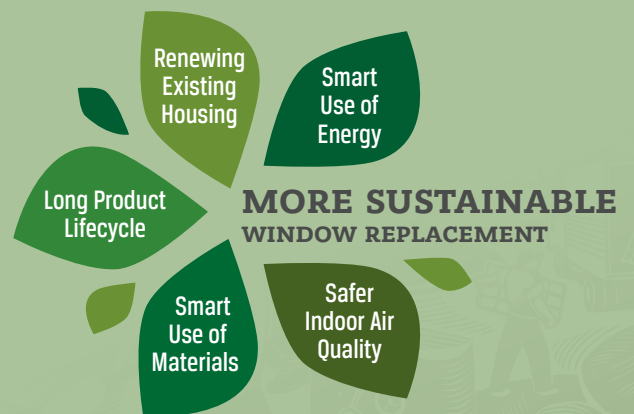 Renewing
Existing
Housing
Smart
Use of
Energy
Long Product
Lifecycle
MORE SUSTAINABLE
WINDOW REPLACEMENT
Smart
Use of
Materials
Safer
Indoor Air
Quality